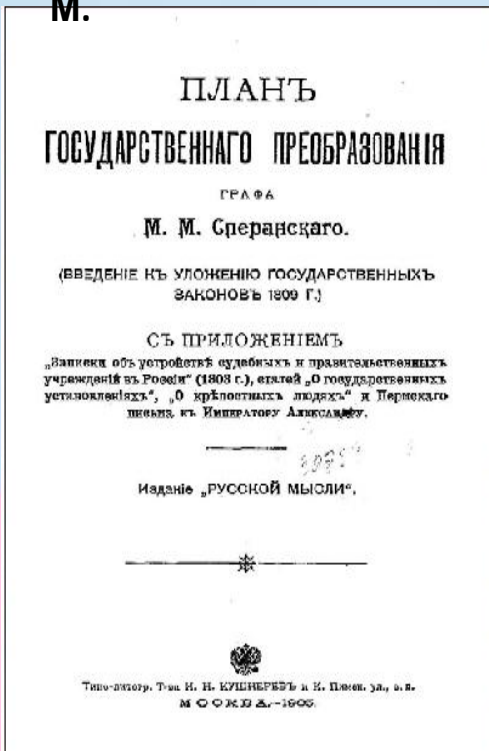 М.
ПЛАНЪ
ГОСУДАРСТВЕННАГО ПРЕОБРАЗОВАНІЯ
ГРАФА
М. М. Сперанскаго.
(ВВЕДЕНІЕ КЪ УЛОЖЕНІЮ ГОСУДАРСТВЕННЫХЪ
ЗАКОНОВЪ 1809 Г.)
СЪ ПРИЛОЖЕНІЕМЪ
„Записки объ устройствѣ судебныхъ и правительственныхъ
учрежденій въ Россіи" (1803 г.), статей „О государственныхъ
установленіяхъ", „О крѣпостныхъ людяхъ" и Пермскаго
письма къ Императору Александру.
Изданіе „РУССКОЙ МЫСЛИ".
Типо-литогр. Т-ва И. Н. КУШНЕРЕВЪ и К. Пимен. ул., с. д.
МОСКВА.—1905.